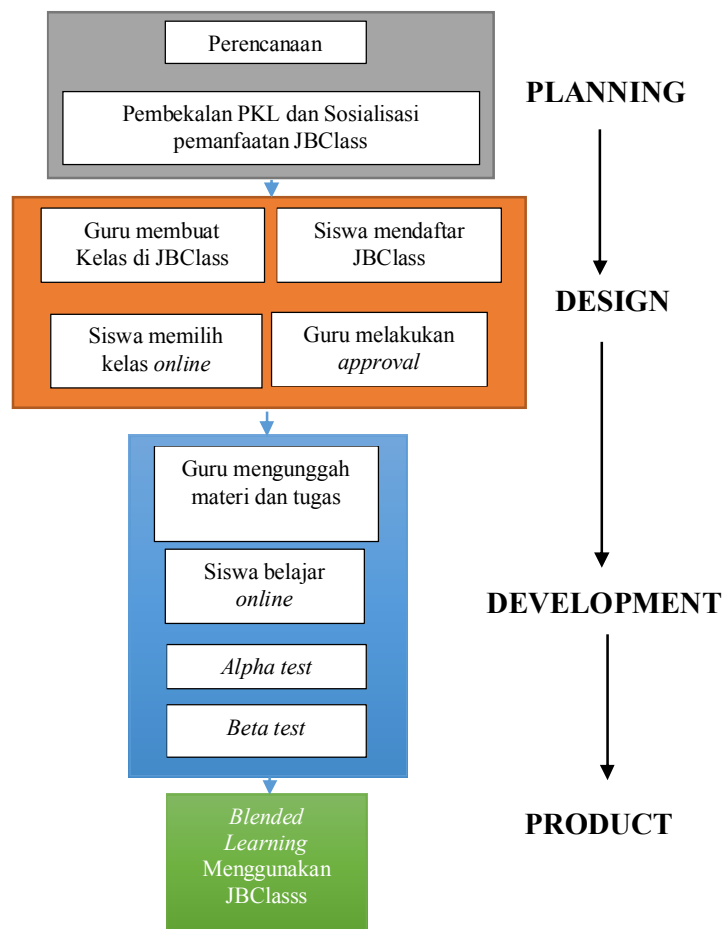 Perencanaan
PLANNING
Pembekalan PKL dan Sosialisasi
pemanfaatan JBClass
Guru membuat
Kelas di JBClass
Siswa mendaftar
JBClass
DESIGN
Siswa memilih
kelas online
Guru melakukan
approval
Guru mengunggah
materi dan tugas
Siswa belajar
online
DEVELOPMENT
Alpha test
Beta test
Blended
Learning
Menggunakan
JBClasss
PRODUCT